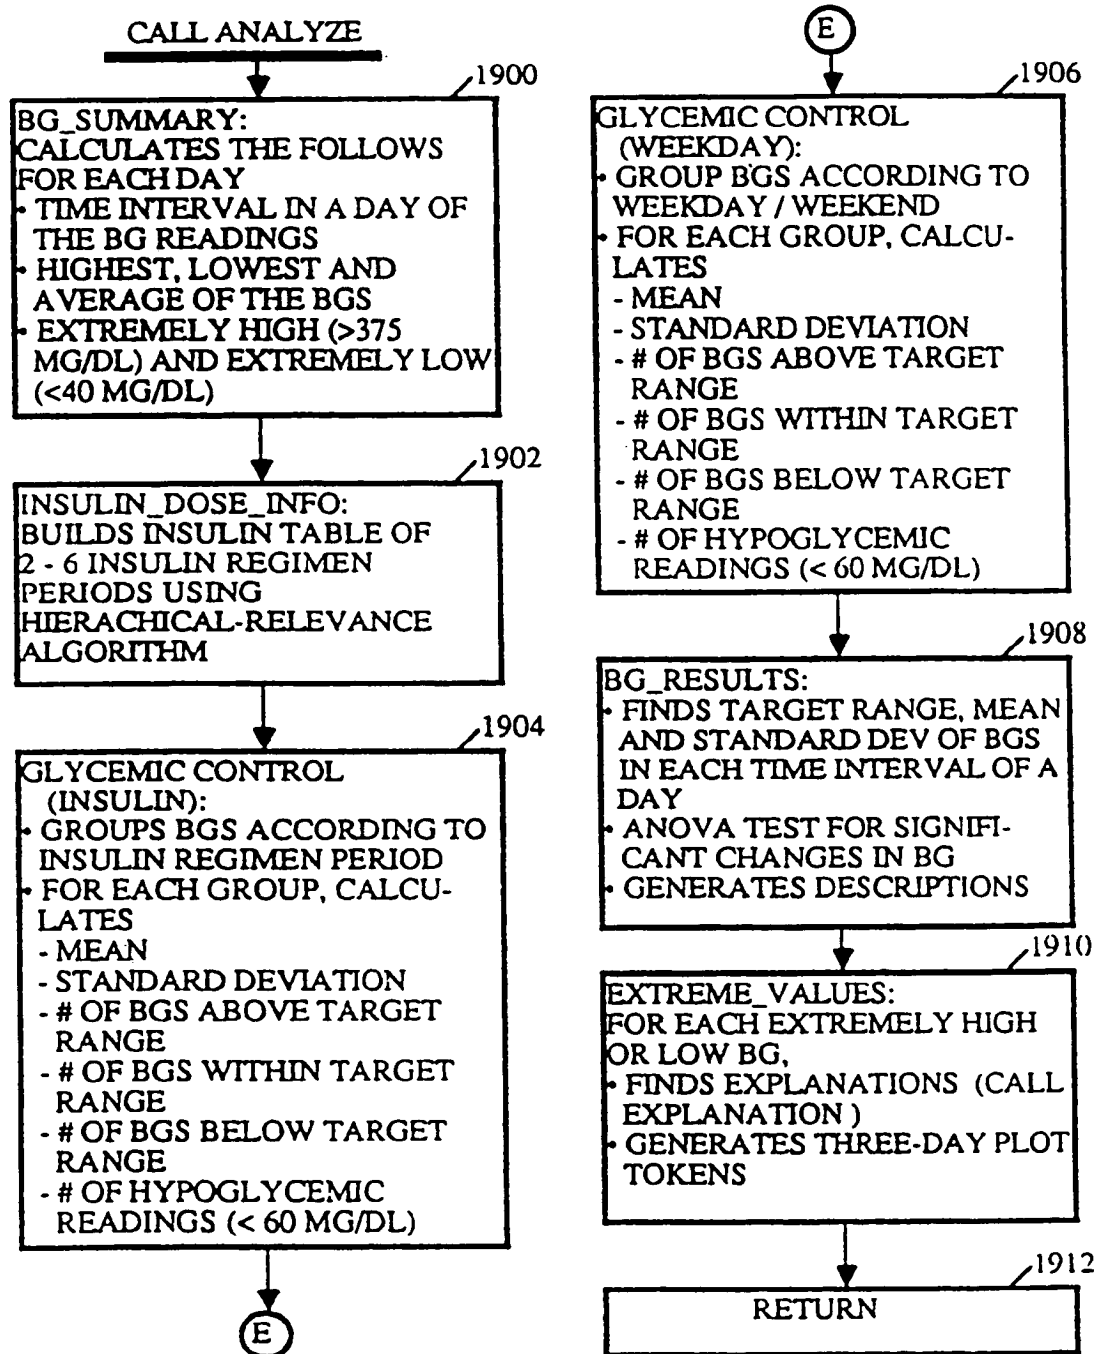 CALL ANALYZE
1900
BG_SUMMARY:
CALCULATES THE FOLLOWS
FOR EACH DAY
• TIME INTERVAL IN A DAY OF
THE BG READINGS
• HIGHEST, LOWEST AND
AVERAGE OF THE BGS
• EXTREMELY HIGH (>375
MG/DL) AND EXTREMELY LOW
(<40 MG/DL)
1902
INSULIN_DOSE_INFO:
BUILDS INSULIN TABLE OF
2 - 6 INSULIN REGIMEN
PERIODS USING
HIERACHICAL-RELEVANCE
ALGORITHM
1904
GLYCEMIC CONTROL
(INSULIN):
• GROUPS BGS ACCORDING TO
INSULIN REGIMEN PERIOD
• FOR EACH GROUP, CALCU-
LATES
- MEAN
- STANDARD DEVIATION
- # OF BGS ABOVE TARGET
RANGE
- # OF BGS WITHIN TARGET
RANGE
- # OF BGS BELOW TARGET
RANGE
- # OF HYPOGLYCEMIC
READINGS (< 60 MG/DL)
E
E
1906
GLYCEMIC CONTROL
(WEEKDAY):
• GROUP BGS ACCORDING TO
WEEKDAY / WEEKEND
• FOR EACH GROUP, CALCU-
LATES
- MEAN
- STANDARD DEVIATION
- # OF BGS ABOVE TARGET
RANGE
- # OF BGS WITHIN TARGET
RANGE
- # OF BGS BELOW TARGET
RANGE
- # OF HYPOGLYCEMIC
READINGS (< 60 MG/DL)
1908
BG_RESULTS:
• FINDS TARGET RANGE, MEAN
AND STANDARD DEV OF BGS
IN EACH TIME INTERVAL OF A
DAY
• ANOVA TEST FOR SIGNIFI-
CANT CHANGES IN BG
• GENERATES DESCRIPTIONS
1910
EXTREME_VALUES:
FOR EACH EXTREMELY HIGH
OR LOW BG,
• FINDS EXPLANATIONS (CALL
EXPLANATION )
• GENERATES THREE-DAY PLOT
TOKENS
1912
RETURN